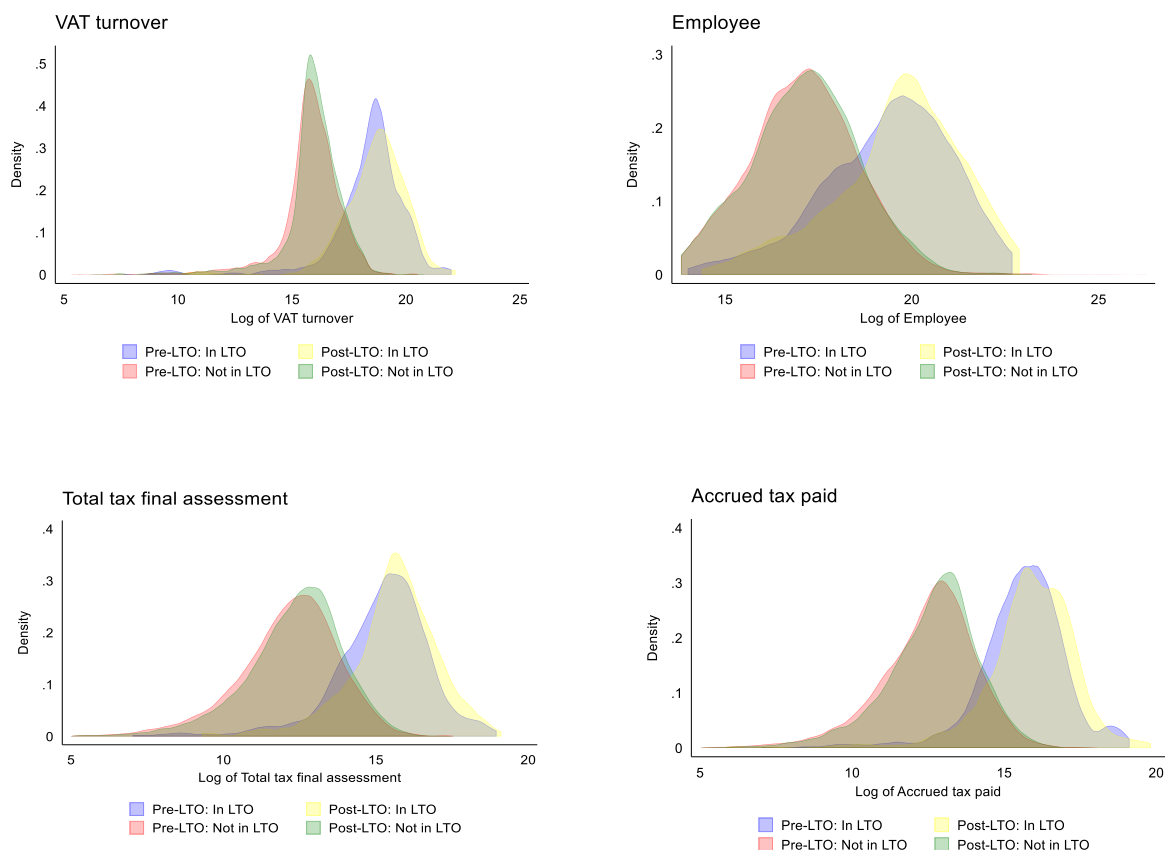 VAT turnover
.5
.4
.3
.2
.1
0
Density
5 10 15 20 25
Log of VAT turnover
Pre-LTO: In LTO Post-LTO: In LTO
Pre-LTO: Not in LTO Post-LTO: Not in LTO
Employee
.3
.2
.1
0
Density
15 20 25
Log of Employee
Pre-LTO: In LTO Post-LTO: In LTO
Pre-LTO: Not in LTO Post-LTO: Not in LTO
Total tax final assessment
.4
.3
.2
.1
0
Density
5 10 15 20
Log of Total tax final assessment
Pre-LTO: In LTO Post-LTO: In LTO
Pre-LTO: Not in LTO Post-LTO: Not in LTO
Accrued tax paid
.4
.3
.2
.1
0
Density
5 10 15 20
Log of Accrued tax paid
Pre-LTO: In LTO Post-LTO: In LTO
Pre-LTO: Not in LTO Post-LTO: Not in LTO